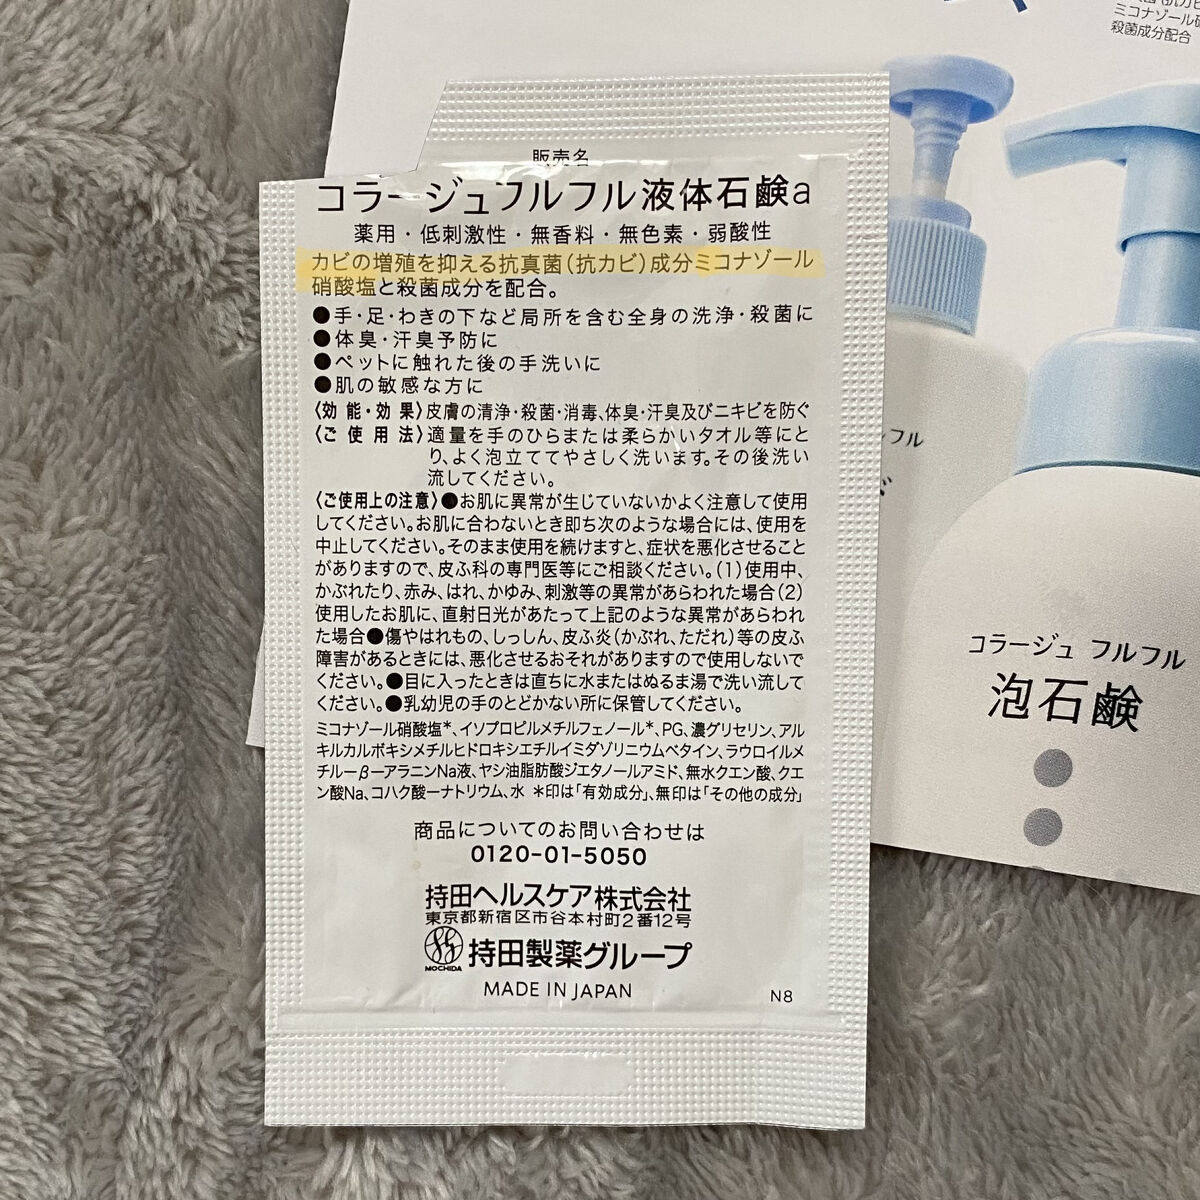 ミコナゾール硝
殺菌成分配合
販売名
コラージュフルフル液体石鹸a
薬用・低刺激性・無香料・無色素・弱酸性
カビの増殖を抑える抗真菌(抗カビ)成分ミコナゾール
硝酸塩と殺菌成分を配合。
●手・足・わきの下など局所を含む全身の洗浄・殺菌に
●体臭・汗臭予防に
●ペットに触れた後の手洗いに
●肌の敏感な方に
〈効能・効果〉皮膚の清浄・殺菌・消毒、体臭・汗臭及びニキビを防ぐ
〈ご使用法〉適量を手のひらまたは柔らかいタオル等にと
り、よく泡立ててやさしく洗います。その後洗い
流してください。
〈ご使用上の注意〉●お肌に異常が生じていないかよく注意して使用
してください。お肌に合わないとき即ち次のような場合には、使用を
中止してください。そのまま使用を続けますと、症状を悪化させること
がありますので、皮ふ科の専門医等にご相談ください。(1)使用中、
かぶれたり、赤み、はれ、かゆみ、刺激等の異常があらわれた場合(2)
使用したお肌に、直射日光があたって上記のような異常があらわれ
た場合●傷やはれもの、しっしん、皮ふ炎(かぶれ、ただれ)等の皮ふ
障害があるときには、悪化させるおそれがありますので使用しないで
ください。●目に入ったときは直ちに水またはぬるま湯で洗い流して
ください。●乳幼児の手のとどかない所に保管してください。
ミコナゾール硝酸塩*、イソプロピルメチルフェノール*、PG、濃グリセリン、アル
キルカルボキシメチルヒドロキシエチルイミダゾリニウムベタイン、ラウロイルメ
チル-β-アラニンNa液、ヤシ油脂肪酸ジエタノールアミド、無水クエン酸、クエ
ン酸Na、コハク酸一ナトリウム、水 *印は「有効成分」、無印は「その他の成分」
商品についてのお問い合わせは
0120-01-5050
持田ヘルスケア株式会社
東京都新宿区市谷本村町2番12号
MOCHIDA 持田製薬グループ
MADE IN JAPAN
N8
フル
コラージュ フルフル
泡石鹸